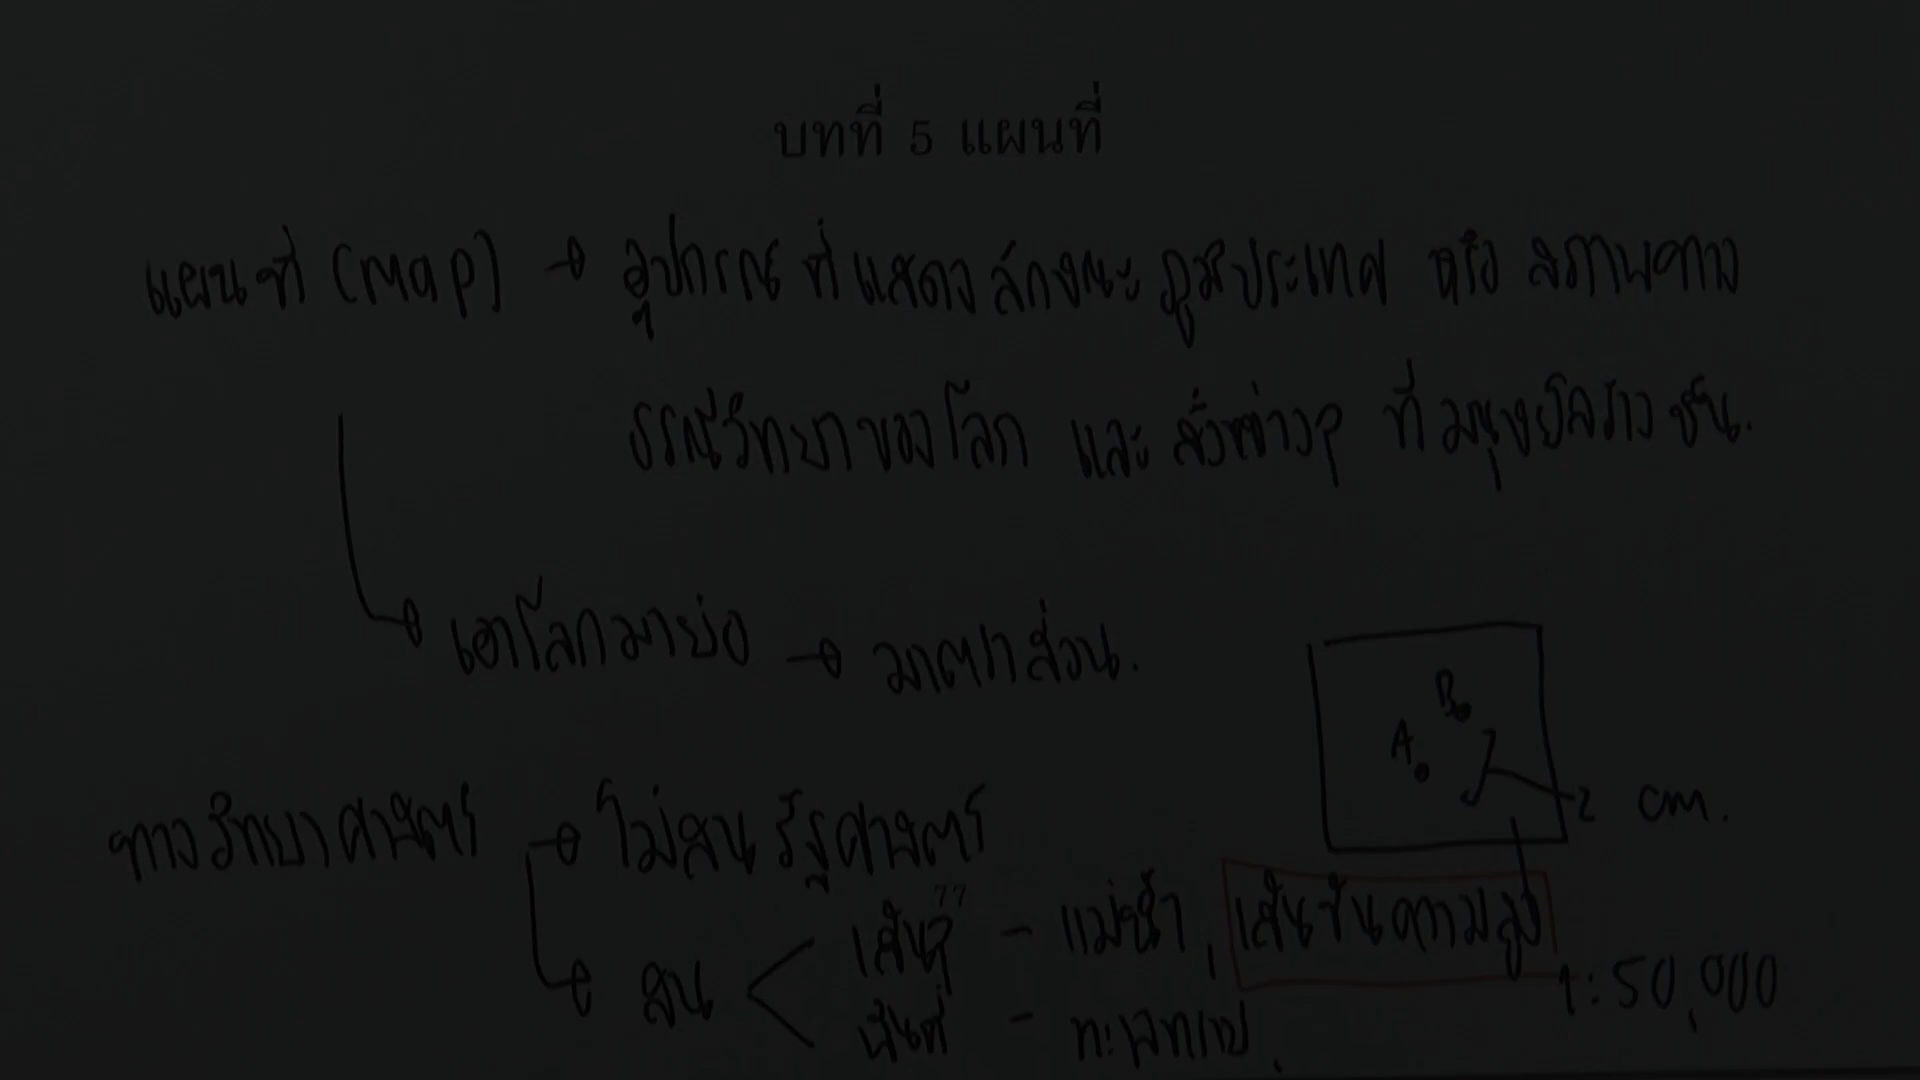 บทที่ 5 แผนที่
แผนที่ (Map) → อุปกรณ์ ที่ แสดง ลักษณะ ภูมิประเทศ หรือ สภาพทาง
ธรณีวิทยาของโลก และ สิ่งต่างๆ ที่มนุษย์สร้างขึ้น.
เอาโลกมาย่อ → มาตราส่วน.
B
A
2 cm.
ทางวิทยาศาสตร์ → ไม่สน รัฐศาสตร์
77
เส้น - แม่น้ำ, เส้นชั้นความสูง
สน
1:50,000
พื้นที่ - ทะเลทราย